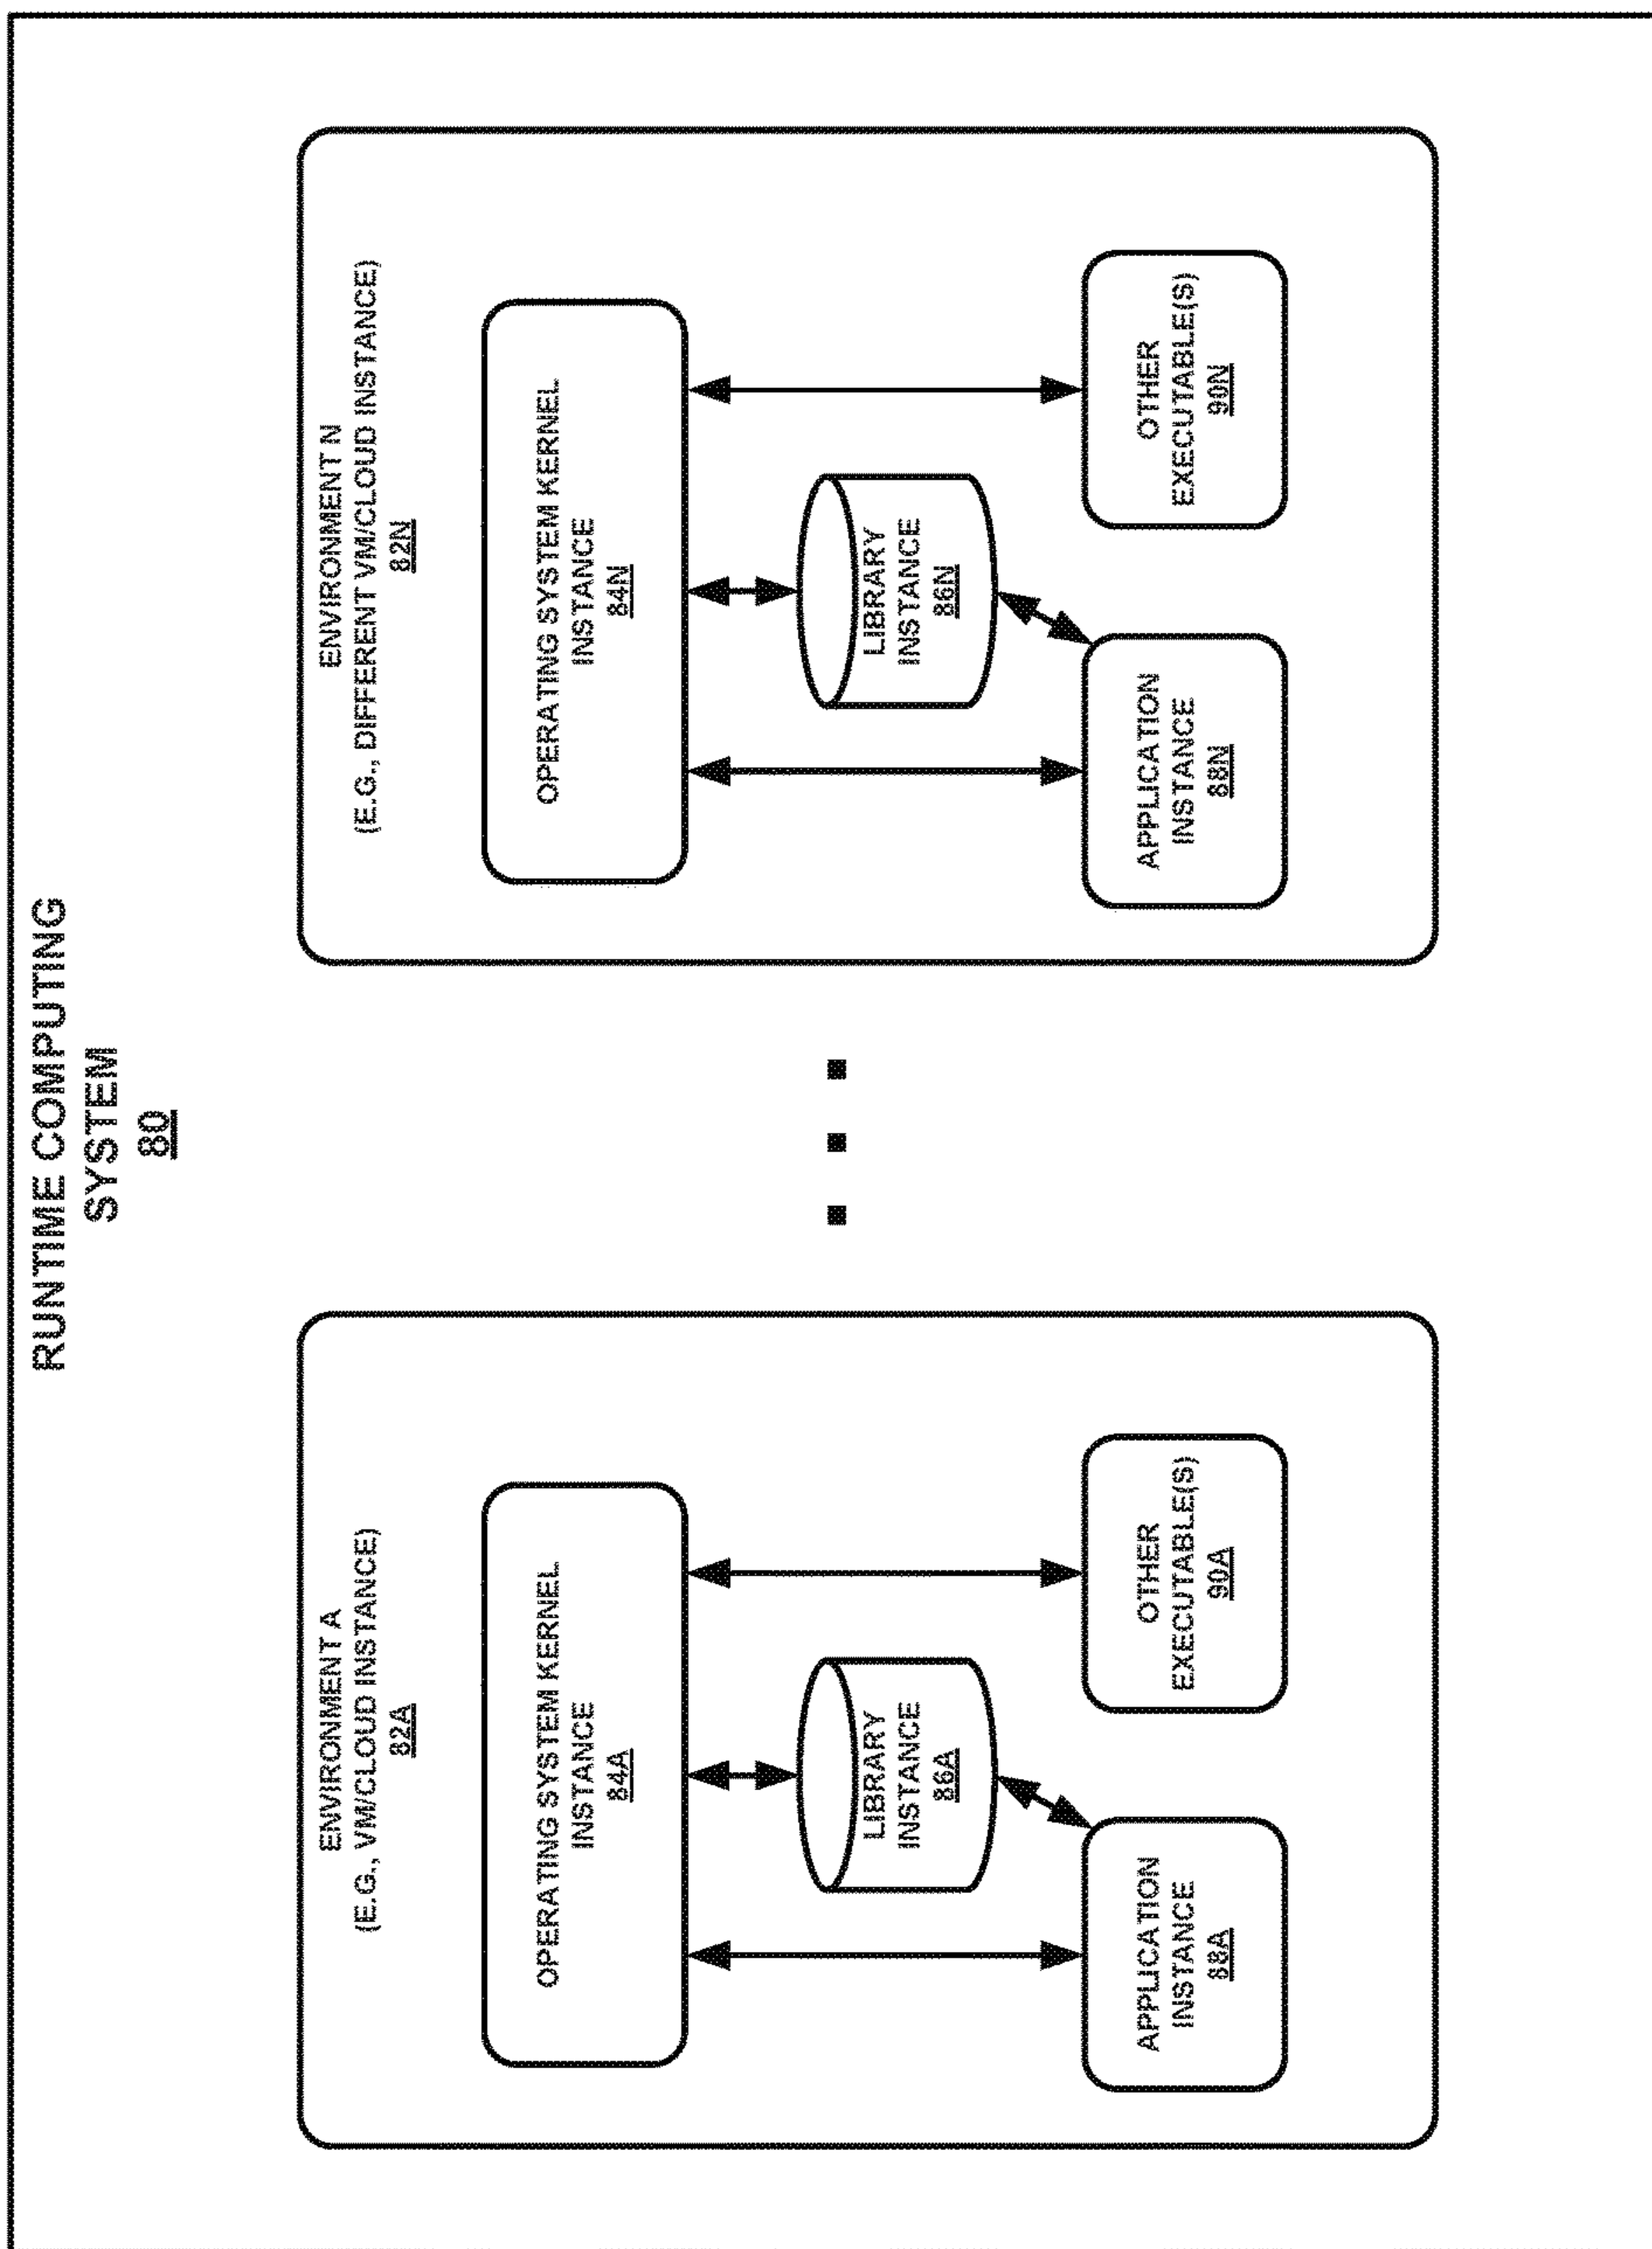 RUNTIME COMPUTING
SYSTEM
80
ENVIRONMENT A
(E.G., VM/CLOUD INSTANCE)
82A
OPERATING SYSTEM KERNEL
INSTANCE
84A
LIBRARY
INSTANCE
86A
APPLICATION
INSTANCE
88A
OTHER
EXECUTABLE(S)
90A
ENVIRONMENT N
(E.G., DIFFERENT VM/CLOUD INSTANCE)
82N
OPERATING SYSTEM KERNEL
INSTANCE
84N
LIBRARY
INSTANCE
86N
APPLICATION
INSTANCE
88N
OTHER
EXECUTABLE(S)
90N